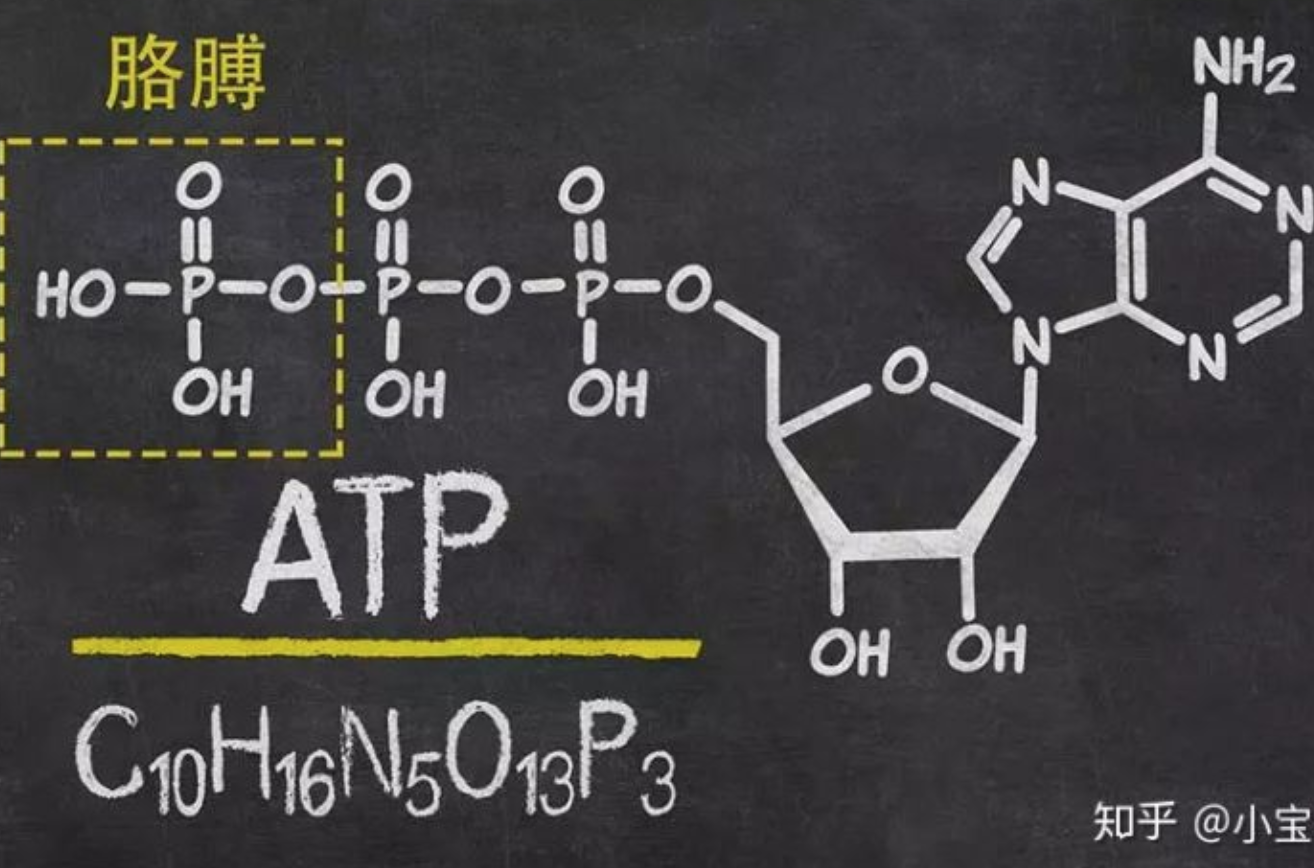 胳膊
NH2
O O O
N N
HO P O P O P O
N N
O
OH OH OH
ATP
OH OH
C10H16N5O13P3
知乎 @小宝